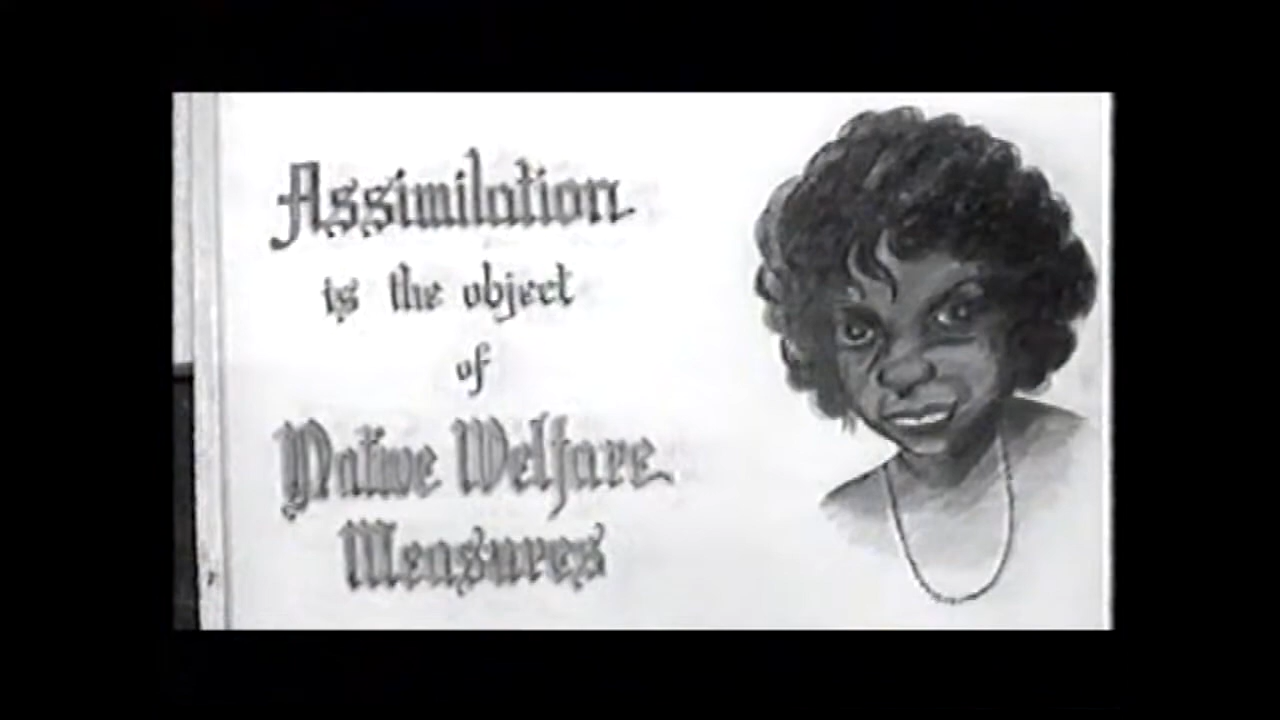 Assimilation
is the object
of
Native Welfare
Measures